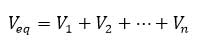 V_eq = V_1 + V_2 + ⋯ + V_n